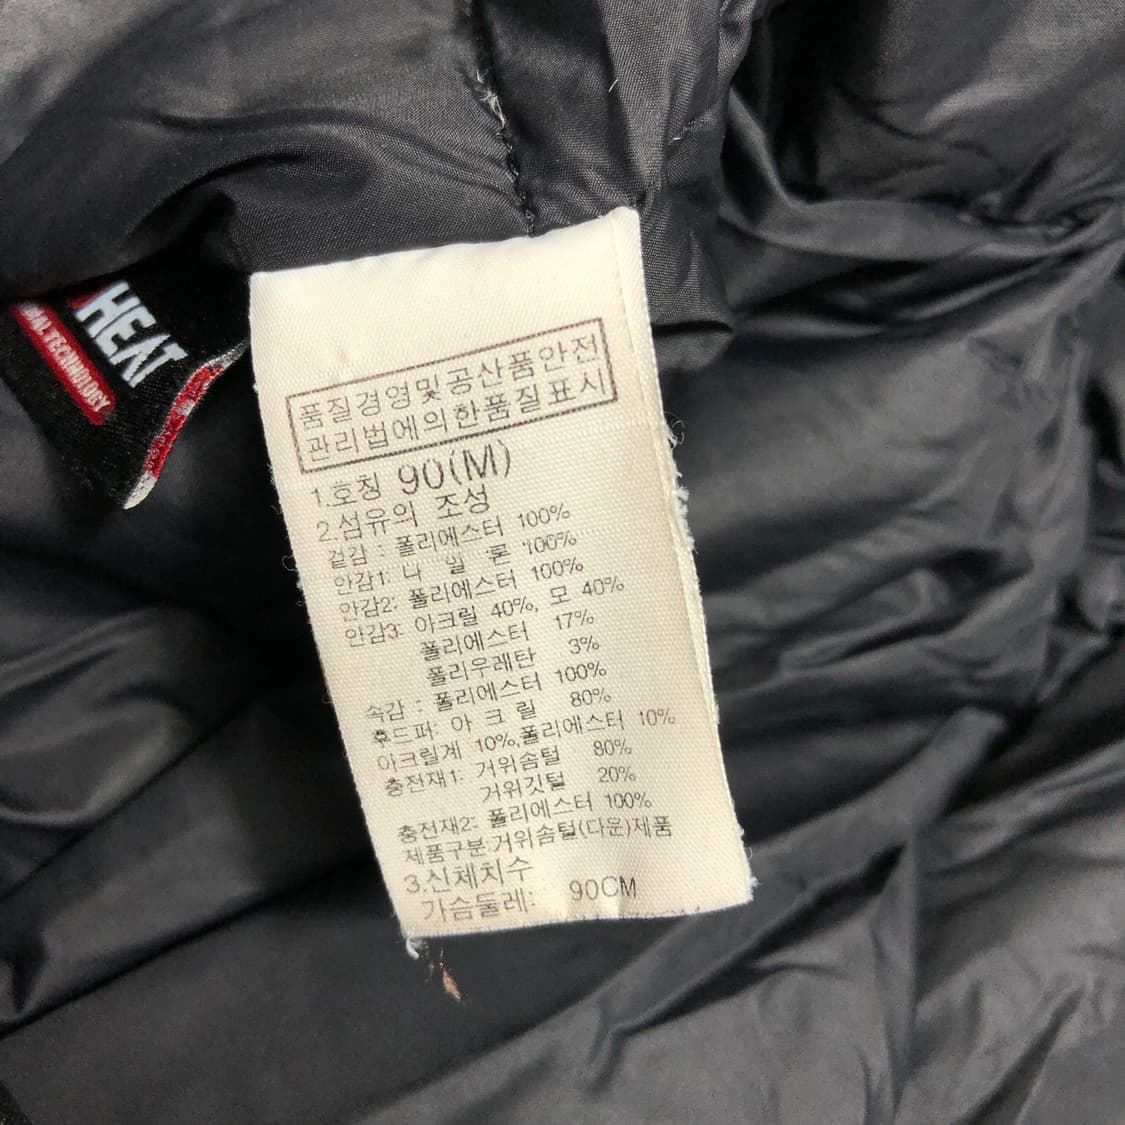 HEAT
TECHNOLOGY
품질경영및공산품안전
관리법에의한품질표시
1.호칭 90(M)
2.섬유의 조성
겉감 : 폴리에스터 100%
안감1: 나 일 론 100%
안감2: 폴리에스터 100%
안감3: 아크릴 40%, 모 40%
폴리에스터 17%
폴리우레탄 3%
속감 : 폴리에스터 100%
후드퍼: 아 크 릴 80%
아크릴계 10%,폴리에스터 10%
충전재1: 거위솜털 80%
거위깃털 20%
충전재2: 폴리에스터 100%
제품구분:거위솜털(다운)제품
3.신체치수
가슴둘레: 90CM